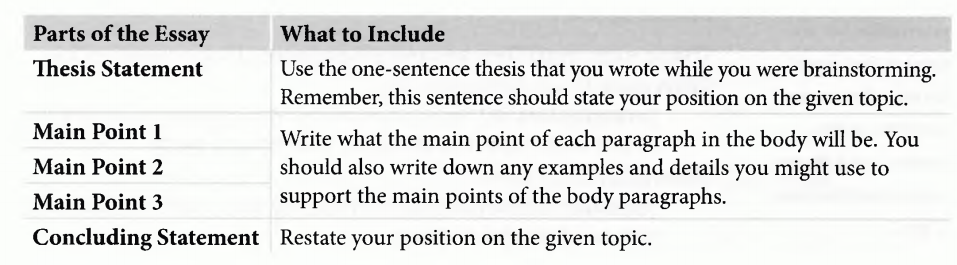 Parts of the Essay What to Include
Thesis Statement Use the one-sentence thesis that you wrote while you were brainstorming.
Remember, this sentence should state your position on the given topic.
Main Point 1
Main Point 2
Main Point 3
Write what the main point of each paragraph in the body will be. You
should also write down any examples and details you might use to
support the main points of the body paragraphs.
Concluding Statement Restate your position on the given topic.